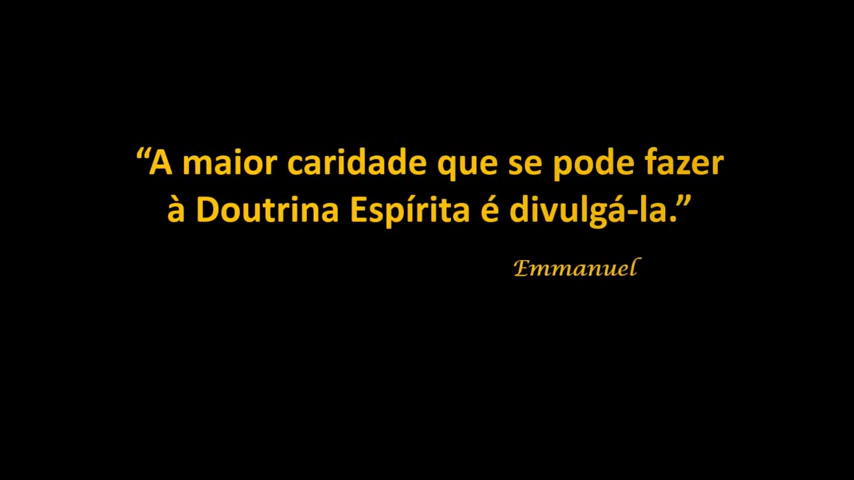 “A maior caridade que se pode fazer
à Doutrina Espírita é divulgá-la.”
Emmanuel